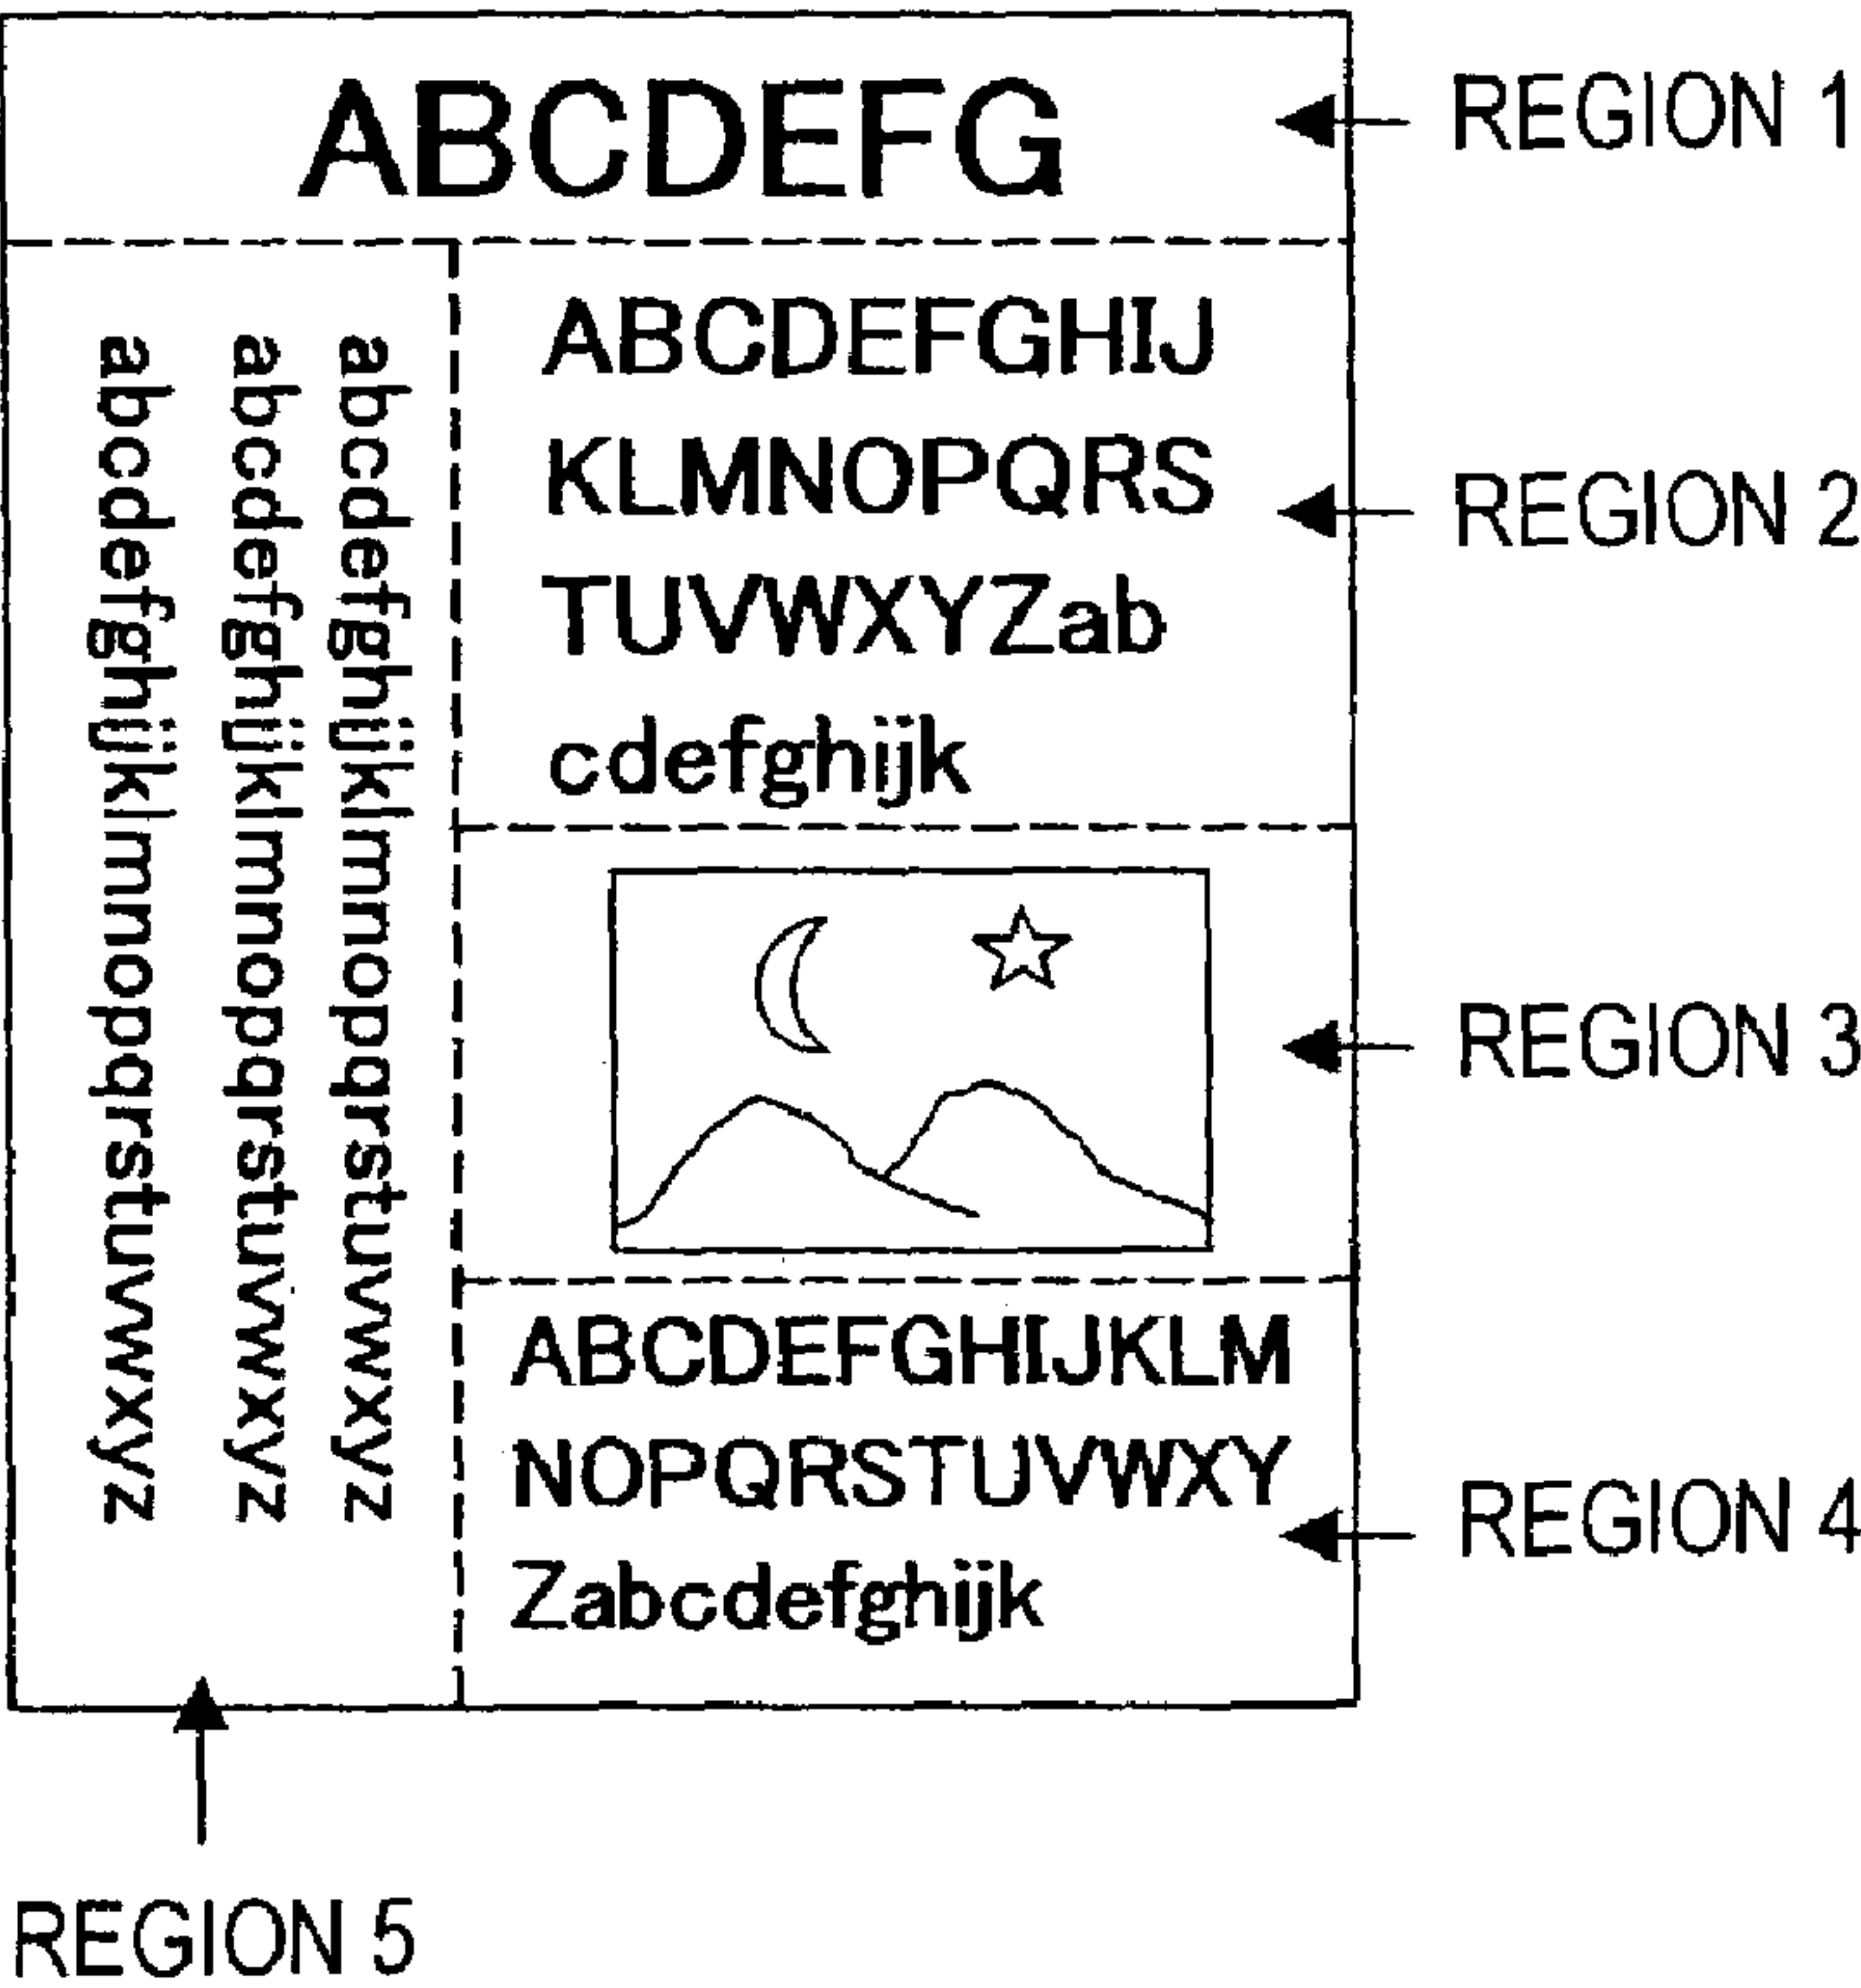 ABCDEFG
REGION 1
ABCDEFGHIJ
KLMNOPQRS
TUVWXYZab
cdefghijk
REGION 2
REGION 3
ABCDEFGHIJKLM
NOPQRSTUVWXY
Zabcdefghijk
REGION 4
abcdefghijklmnopqrstuvwxyz
abcdefghijklmnopqrstuvwxyz
abcdefghijklmnopqrstuvwxyz
REGION 5